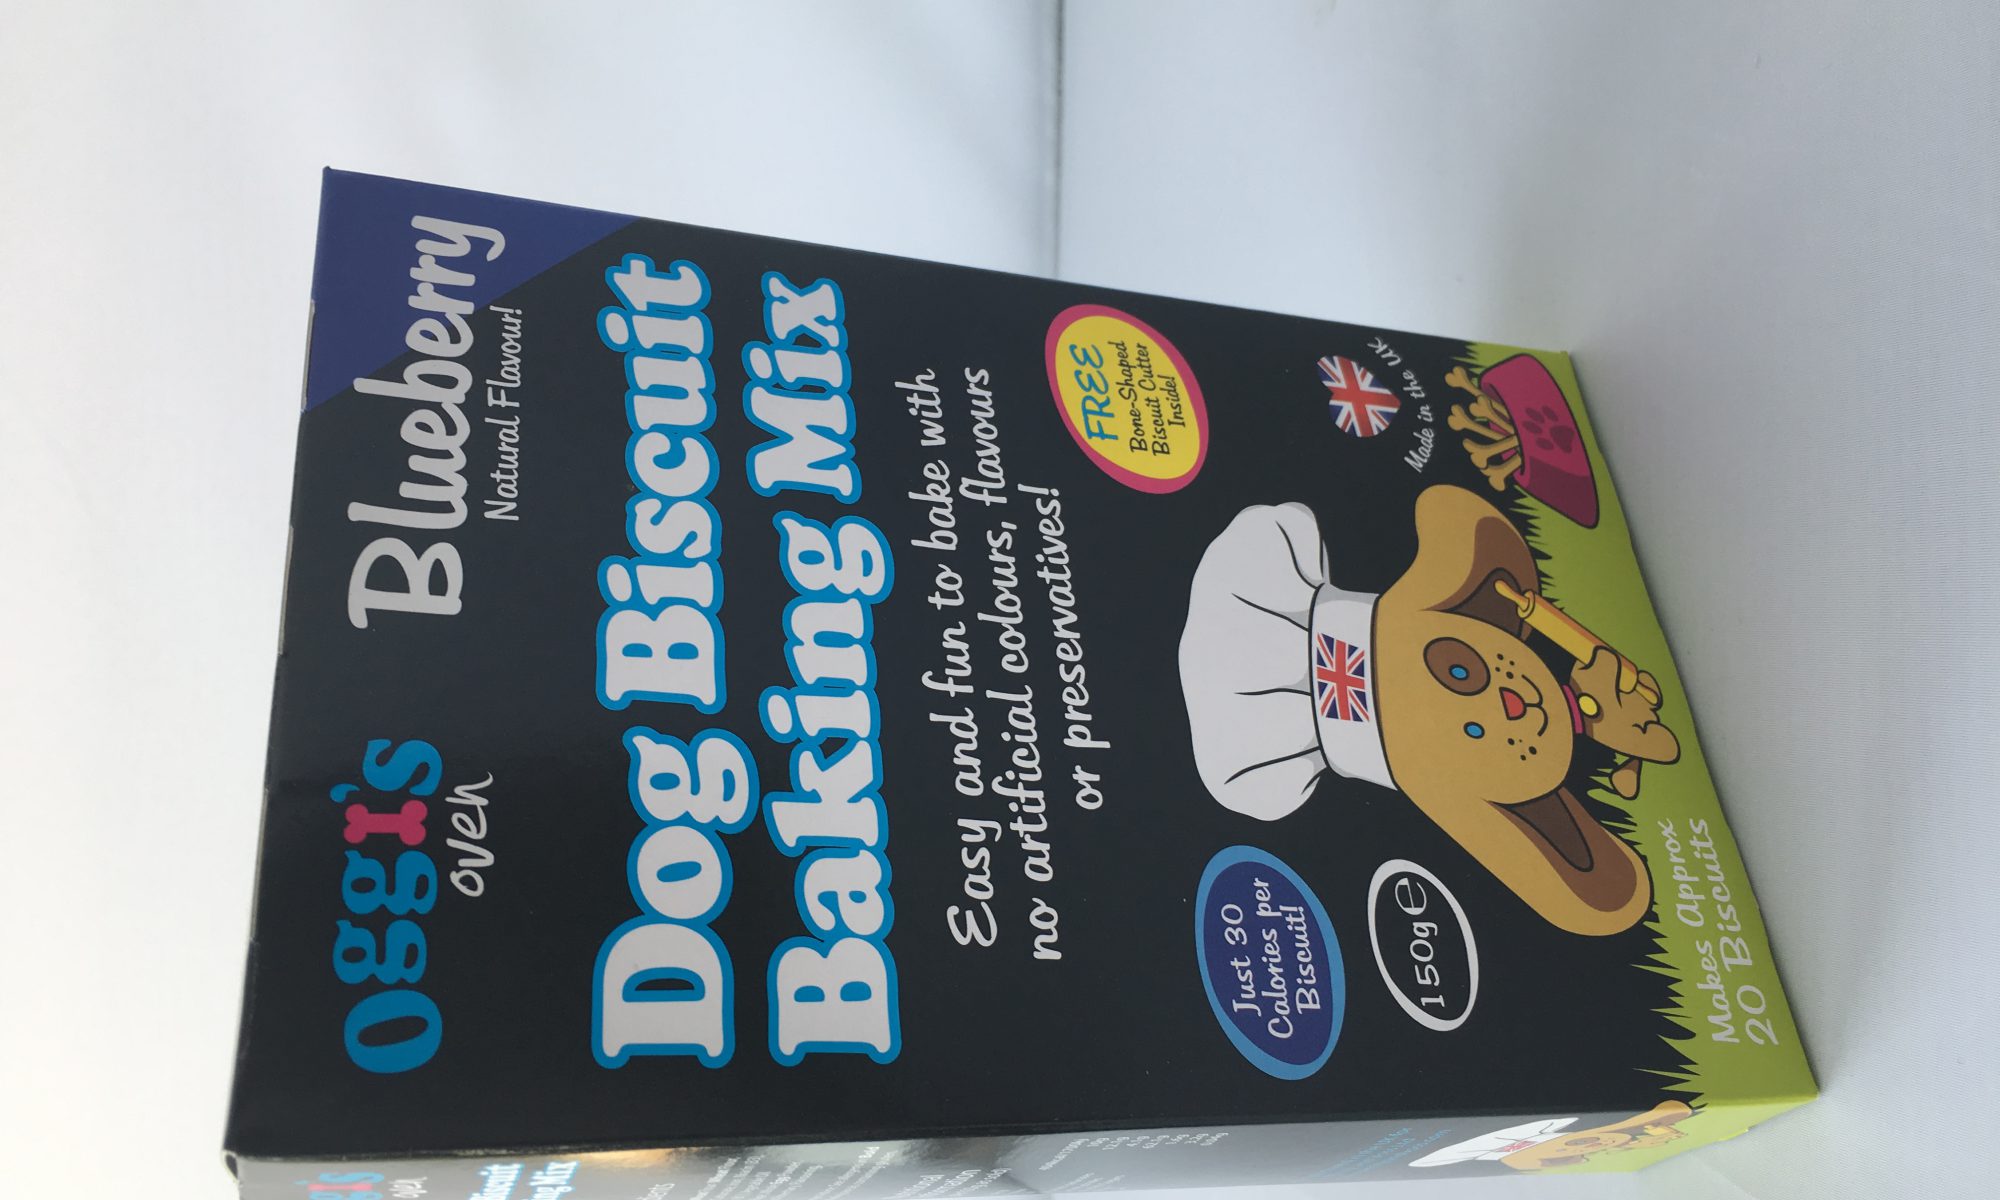 Oggi's
oven
Blueberry
Natural Flavour!
Dog Biscuit
Baking Mix
Easy and fun to bake with
no artificial colours, flavours
or preservatives!
FREE
Bone-Shaped
Biscuit Cutter
Inside!
Just 30
Calories per
Biscuit!
150g e
Made in the UK
Makes Approx
20 Biscuits